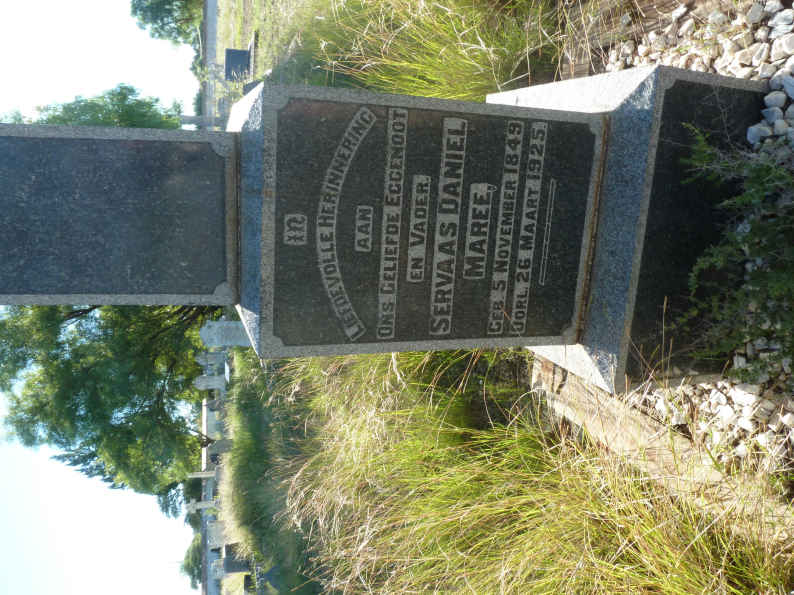 IN
LIEFDEVOLLE HERINNERING
AAN
ONS GELIEFDE EGGENOOT
EN VADER.
SERVAAS DANIEL
MAREE.
GEB. 5 NOVEMBER 1849
OORL. 26 MAART 1925.